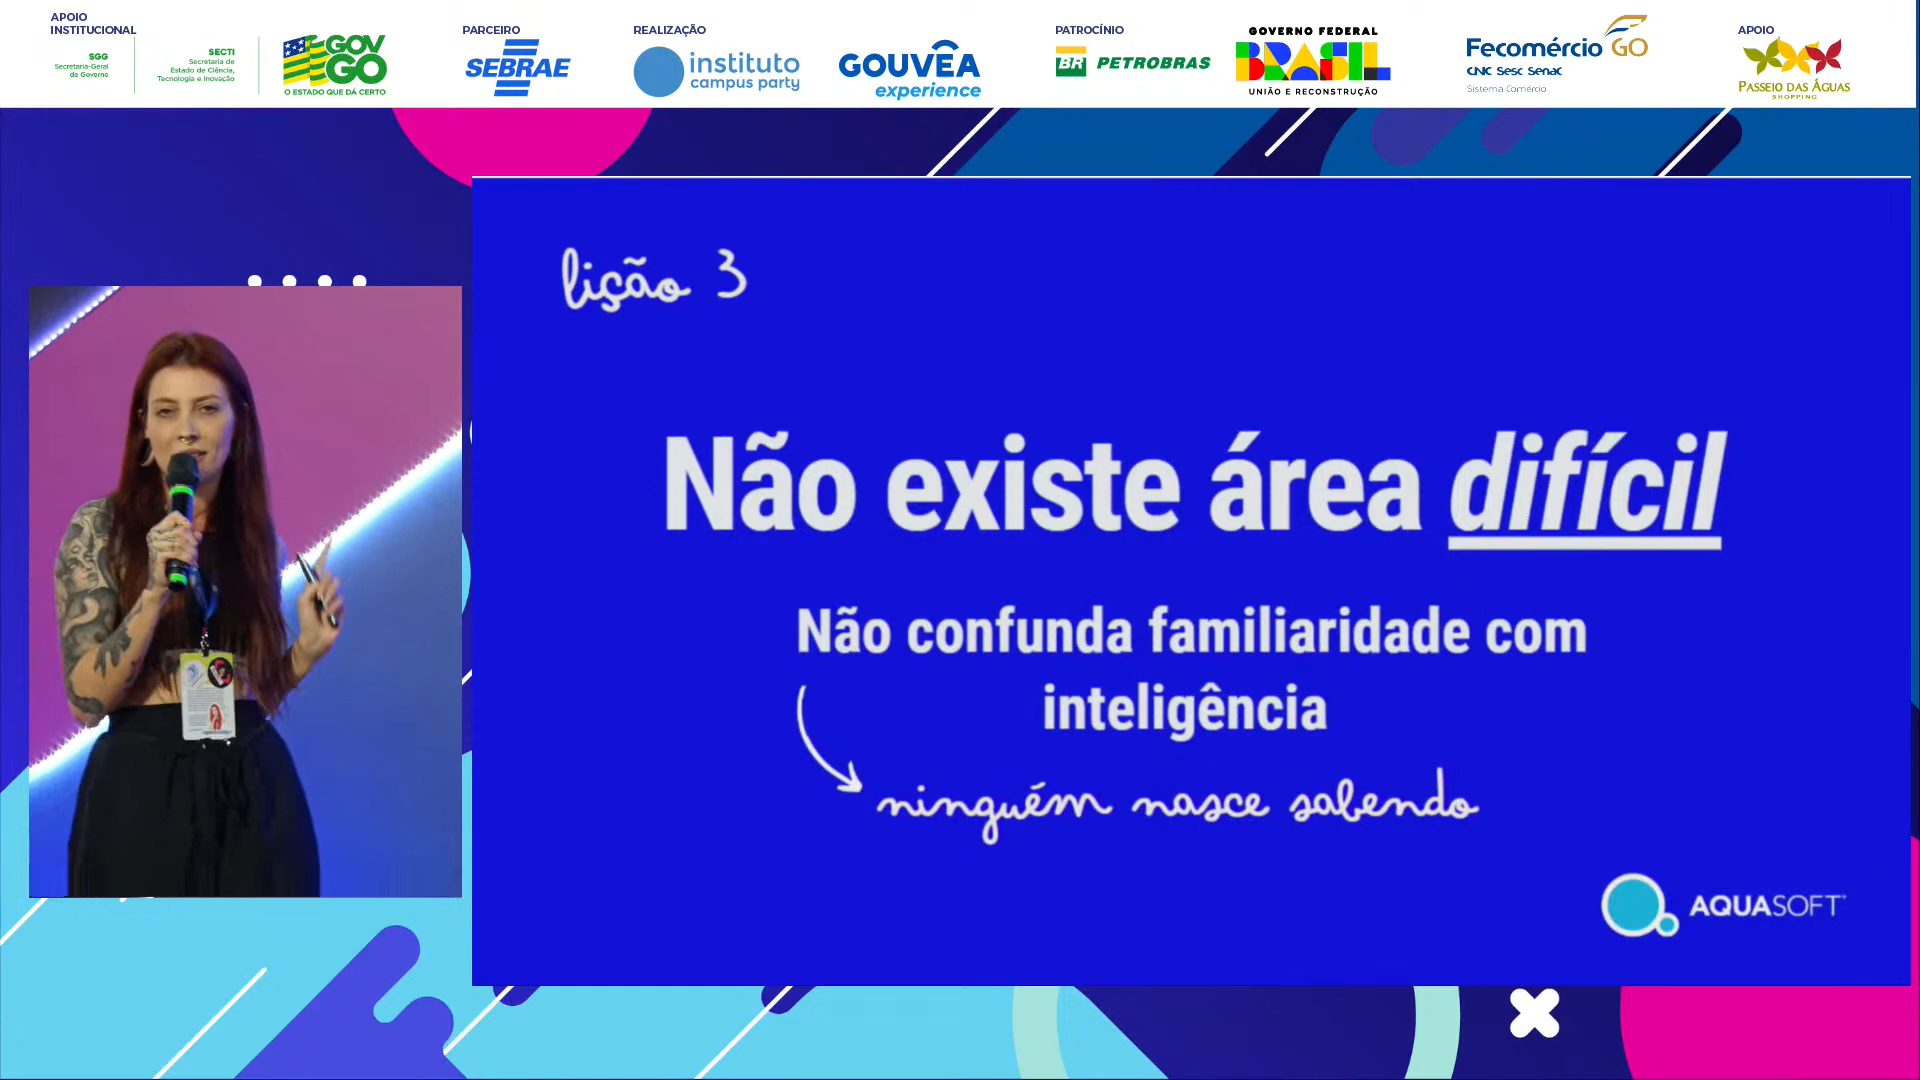 APOIO
INSTITUCIONAL
SGG
Secretaria-Geral
de Governo
SECTI
Secretaria de
Estado de Ciência,
Tecnologia e Inovação
GOV
GO
O ESTADO QUE DÁ CERTO
PARCEIRO
SEBRAE
REALIZAÇÃO
instituto
campus party
GOUVÊA
experience
PATROCÍNIO
BR PETROBRAS
GOVERNO FEDERAL
BRASIL
UNIÃO E RECONSTRUÇÃO
Fecomércio GO
CNC Sesc Senac
Sistema Comércio
APOIO
PASSEIO DAS ÁGUAS
SHOPPING
lição 3
Não existe área difícil
Não confunda familiaridade com
inteligência
ninguém nasce sabendo
AQUASOFT